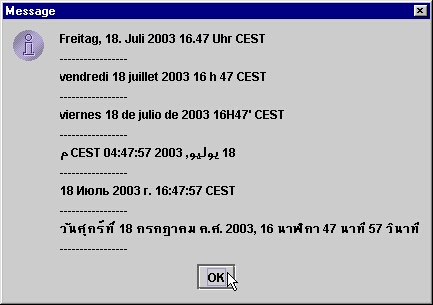 Message
Freitag, 18. Juli 2003 16.47 Uhr CEST
-----------------
vendredi 18 juillet 2003 16 h 47 CEST
-----------------
viernes 18 de julio de 2003 16H47' CEST
-----------------
18 يوليو, 2003 04:47:57 CEST م
-----------------
18 Июль 2003 г. 16:47:57 CEST
-----------------
วันศุกร์ที่ 18 กรกฎาคม ค.ศ. 2003, 16 นาฬิกา 47 นาที 57 วินาที
-----------------
OK